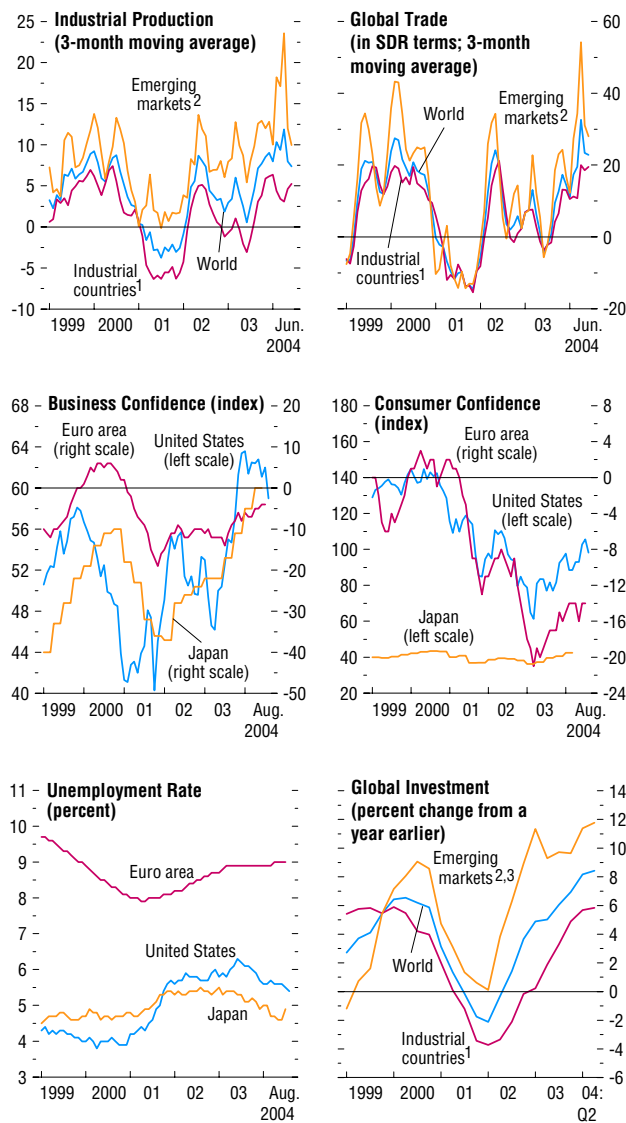 Industrial Production
(3-month moving average)
25
20
15
10
5
0
-5
-10
Emerging
markets2
World
Industrial
countries1
1999 2000 01 02 03 Jun.
2004
Global Trade
(in SDR terms; 3-month
moving average)
60
40
20
0
-20
World
Emerging
markets2
Industrial
countries1
1999 2000 01 02 03 Jun.
2004
Business Confidence (index)
68
64
60
56
52
48
44
40
20
10
0
-10
-20
-30
-40
-50
Euro area
(right scale)
United States
(left scale)
Japan
(right scale)
1999 2000 01 02 03 Aug.
2004
Consumer Confidence
(index)
180
160
140
120
100
80
60
40
20
8
4
0
-4
-8
-12
-16
-20
-24
Euro area
(right scale)
United States
(left scale)
Japan
(left scale)
1999 2000 01 02 03 Aug.
2004
Unemployment Rate
(percent)
11
10
9
8
7
6
5
4
3
Euro area
United States
Japan
1999 2000 01 02 03 Aug.
2004
Global Investment
(percent change from a
year earlier)
14
12
10
8
6
4
2
0
-2
-4
-6
Emerging
markets2,3
World
Industrial
countries1
1999 2000 01 02 03 04:
Q2